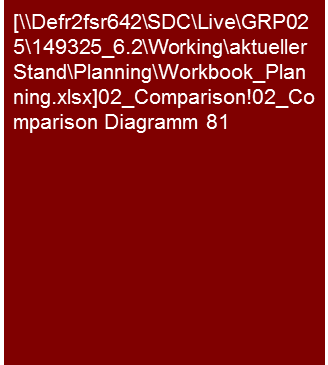 [\\Defr2fsr642\SDC\Live\GRP02
5\149325_6.2\Working\aktueller
Stand\Planning\Workbook_Plan
ning.xlsx]02_Comparison!02_Co
mparison Diagramm 81